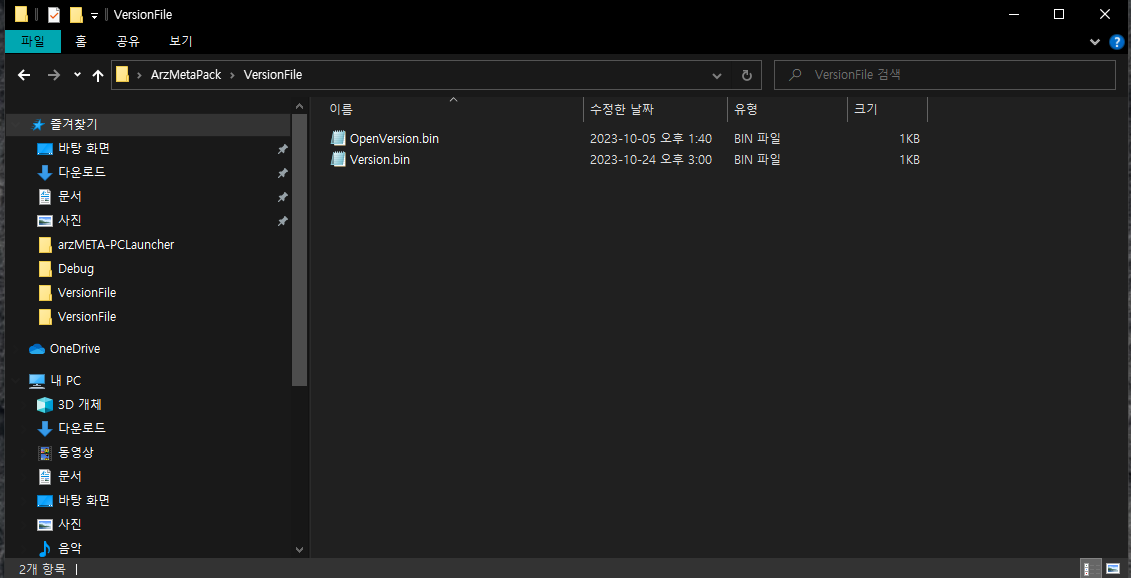 VersionFile
파일 홈 공유 보기
ArzMetaPack VersionFile
VersionFile 검색
이름 수정한 날짜 유형 크기
OpenVersion.bin 2023-10-05 오후 1:40 BIN 파일 1KB
Version.bin 2023-10-24 오후 3:00 BIN 파일 1KB
즐겨찾기
바탕 화면
다운로드
문서
사진
arzMETA-PCLauncher
Debug
VersionFile
VersionFile
OneDrive
내 PC
3D 개체
다운로드
동영상
문서
바탕 화면
사진
음악
2개 항목